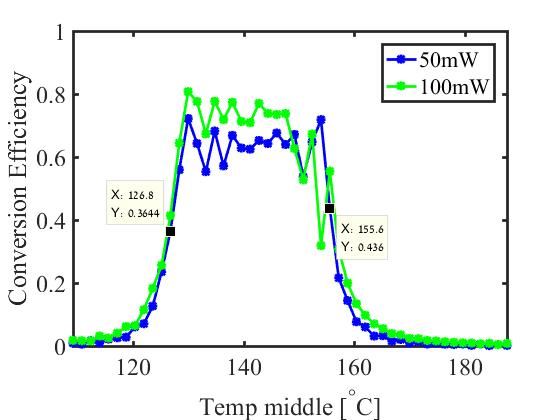 Conversion Efficiency
1
0.8
0.6
0.4
0.2
0
50mW
100mW
X: 126.8
Y: 0.3644
X: 155.6
Y: 0.436
120
140
160
180
Temp middle [°C]